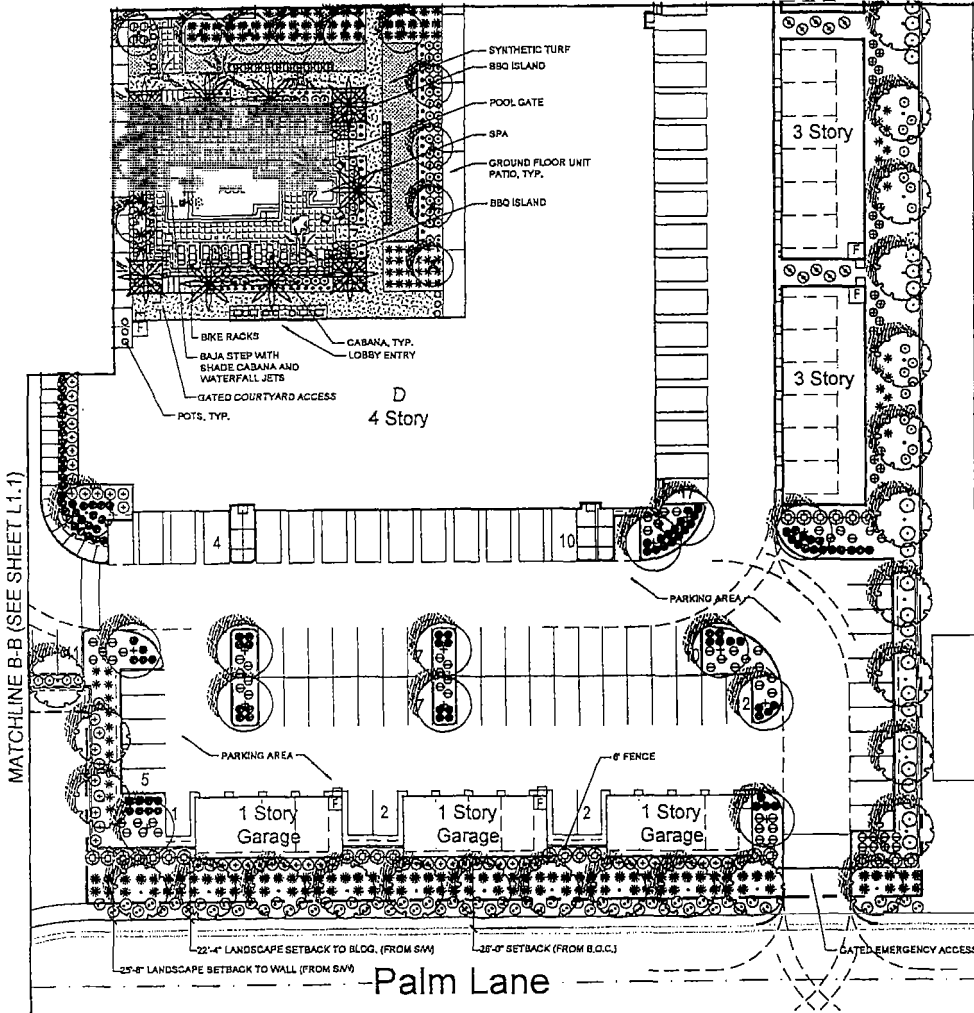 SYNTHETIC TURF
BBQ ISLAND
POOL GATE
SPA
GROUND FLOOR UNIT
PATIO, TYP.
BBQ ISLAND
POOL
3 Story
F
F
3 Story
F
BIKE RACKS
BAJA STEP WITH
SHADE CABANA AND
WATERFALL JETS
GATED COURTYARD ACCESS
POTS, TYP.
CABANA, TYP.
LOBBY ENTRY
D
4 Story
MATCHLINE B-B (SEE SHEET L1.1)
17
4
10
PARKING AREA
11
7
7
10
2
PARKING AREA
6' FENCE
5
1
1 Story
Garage
F
2
1 Story
Garage
F
2
1 Story
Garage
22'-4" LANDSCAPE SETBACK TO BLDG. (FROM S/W)
25'-8" LANDSCAPE SETBACK TO WALL (FROM S/W)
26'-0" SETBACK (FROM B.O.C.)
GATED EMERGENCY ACCESS
Palm Lane